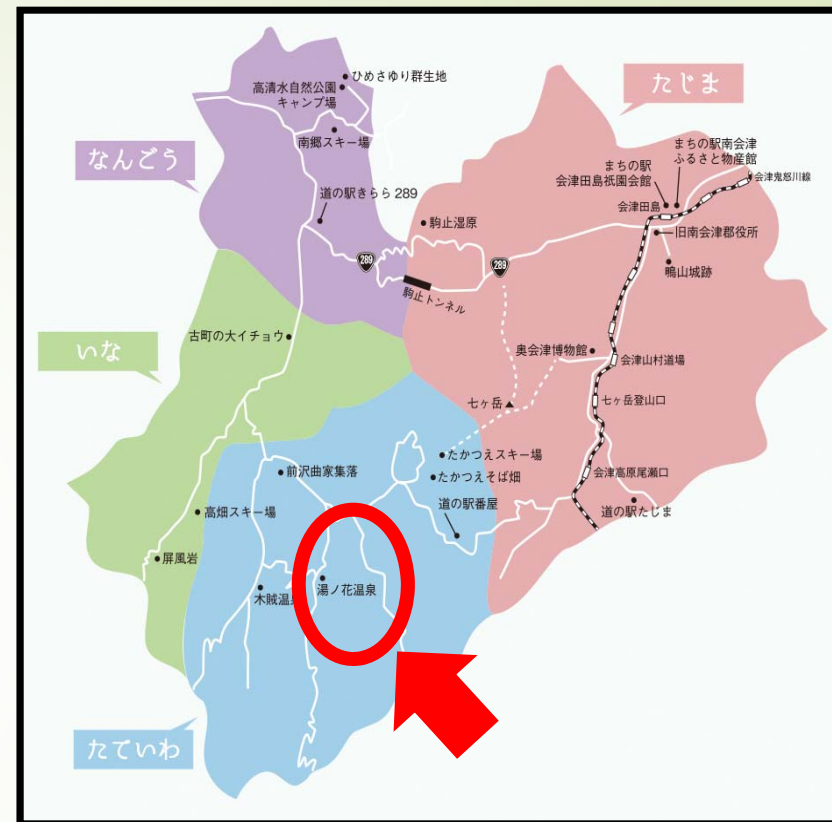 ひめさゆり群生地
高清水自然公園
キャンプ場
南郷スキー場
なんごう
道の駅きらら289
たじま
まちの駅南会津
ふるさと物産館
まちの駅
会津田島祇園会館
会津鬼怒川線
会津田島
旧南会津郡役所
鴫山城跡
駒止湿原
289
289
駒止トンネル
古町の大イチョウ
いな
奥会津博物館
会津山村道場
七ヶ岳
七ヶ岳登山口
たかつえスキー場
前沢曲家集落
たかつえそば畑
会津高原尾瀬口
道の駅番屋
道の駅たじま
高畑スキー場
屏風岩
湯ノ花温泉
木賊温泉
たていわ